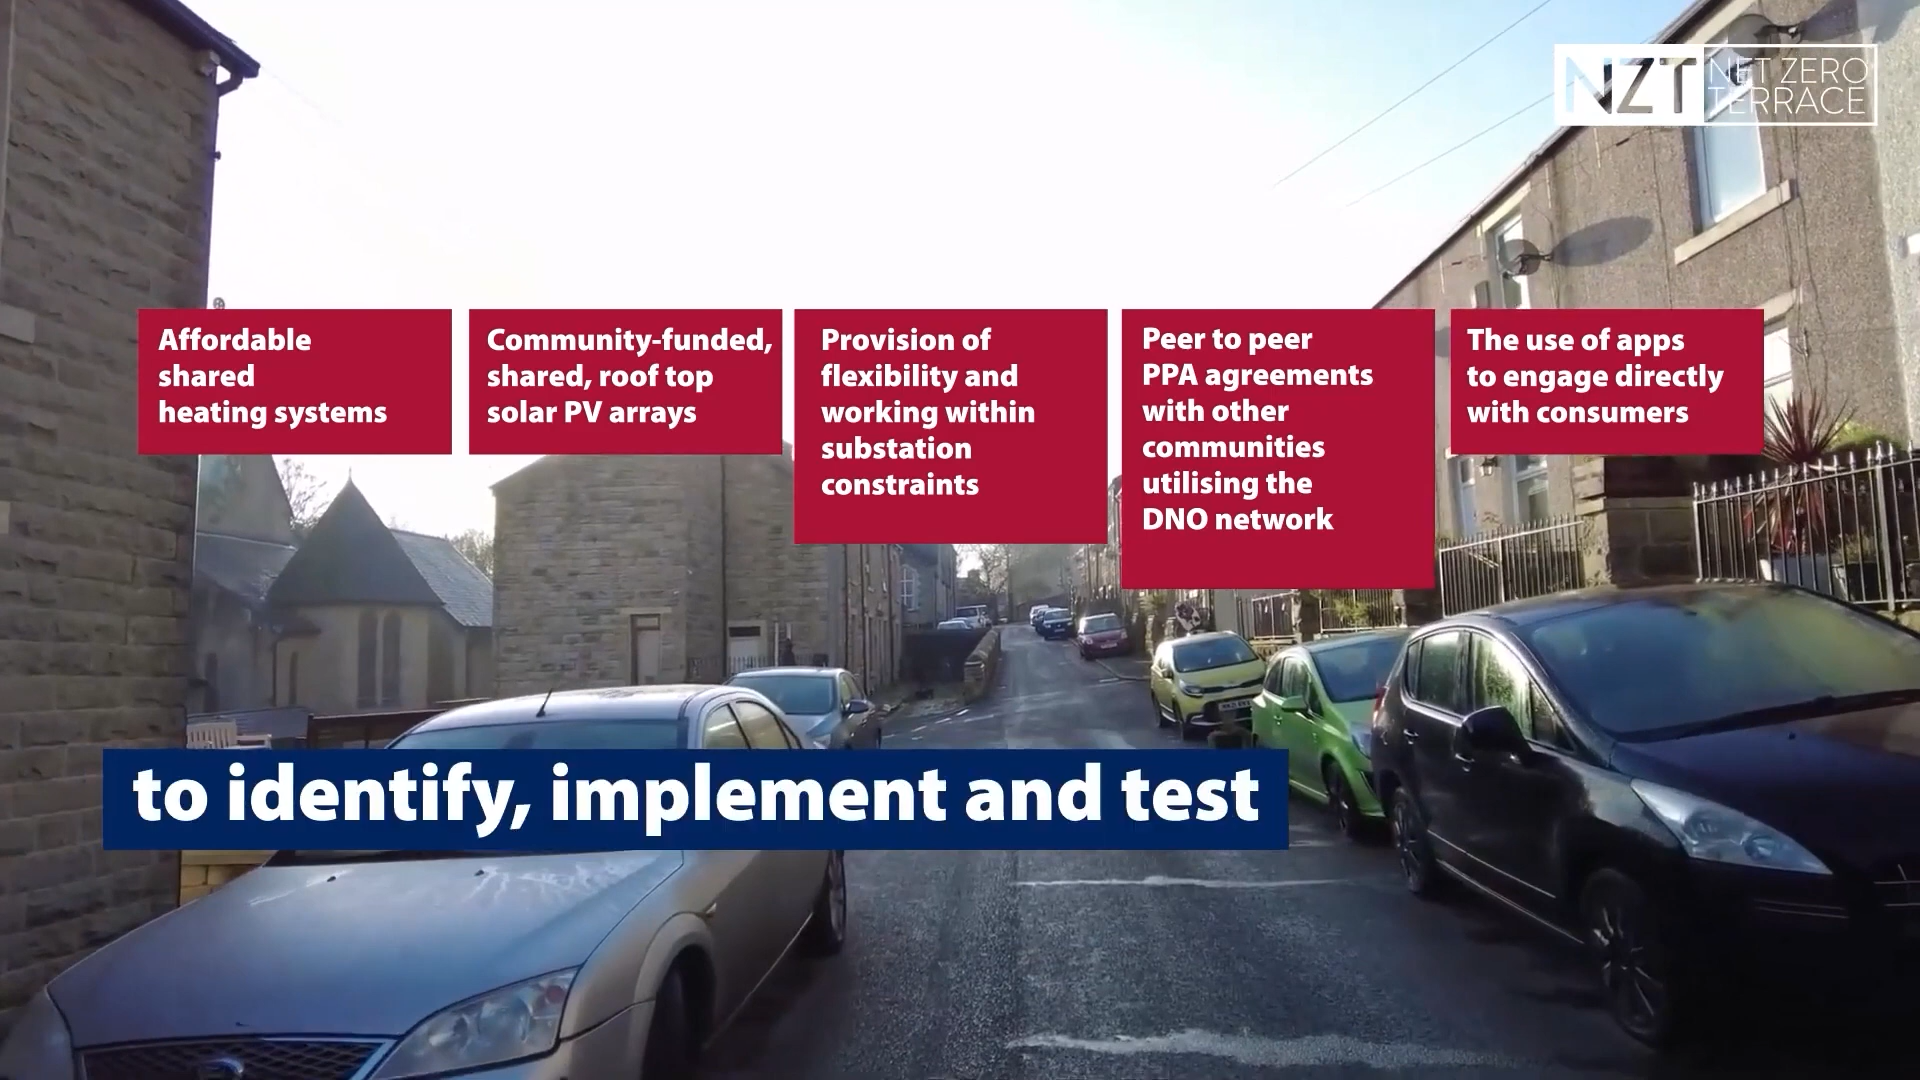 NZT NET ZERO
TERRACE
Affordable
shared
heating systems
Community-funded,
shared, roof top
solar PV arrays
Provision of
flexibility and
working within
substation
constraints
Peer to peer
PPA agreements
with other
communities
utilising the
DNO network
The use of apps
to engage directly
with consumers
to identify, implement and test